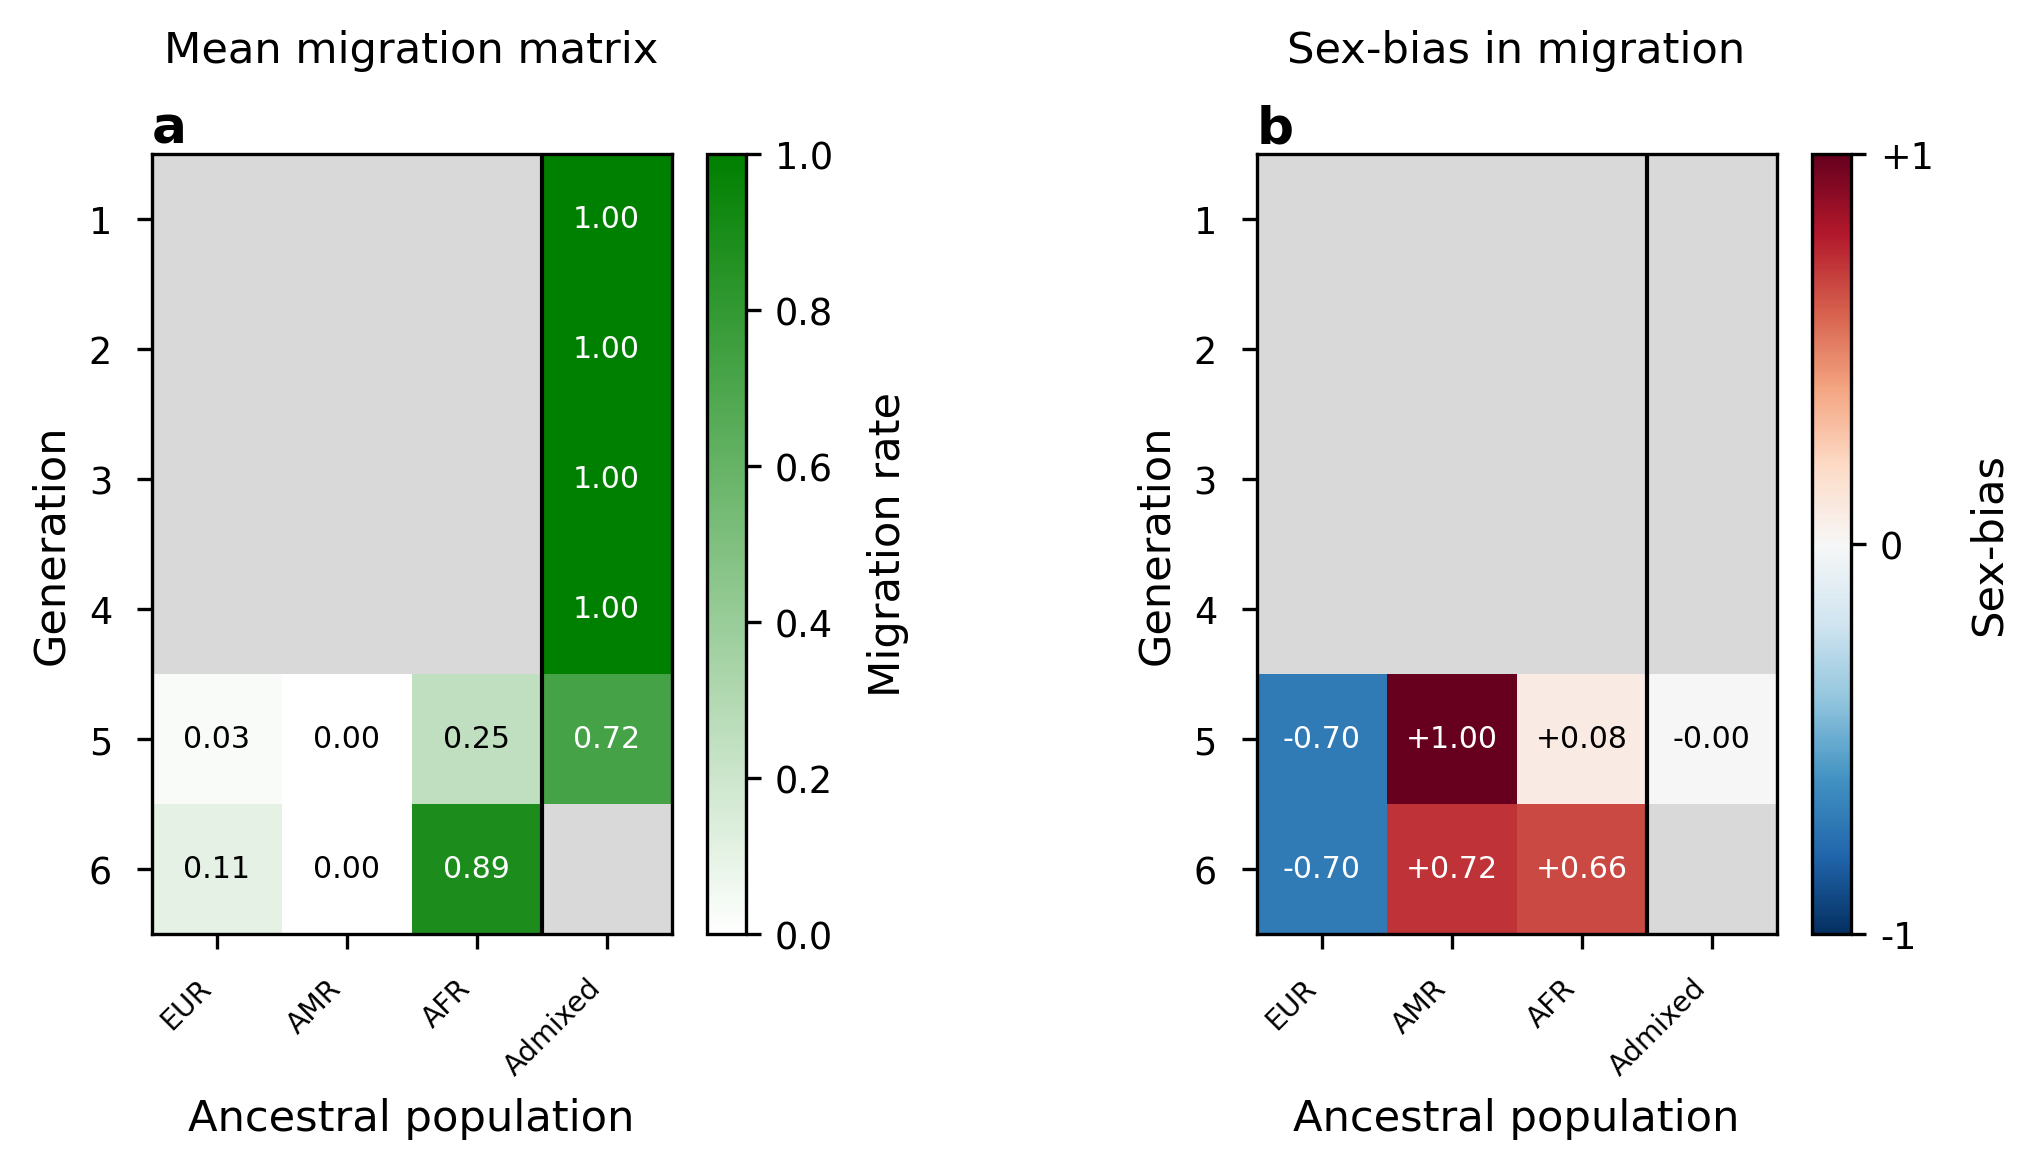 Mean migration matrix
a
1.00
1.00
1.00
1.00
0.03 0.00 0.25 0.72
0.11 0.00 0.89
1
2
3
4
5
6
Generation
EUR
AMR
AFR
Admixed
Ancestral population
1.0
0.8
0.6
0.4
0.2
0.0
Migration rate
Sex-bias in migration
b
-0.70 +1.00 +0.08 -0.00
-0.70 +0.72 +0.66
1
2
3
4
5
6
Generation
EUR
AMR
AFR
Admixed
Ancestral population
+1
0
-1
Sex-bias